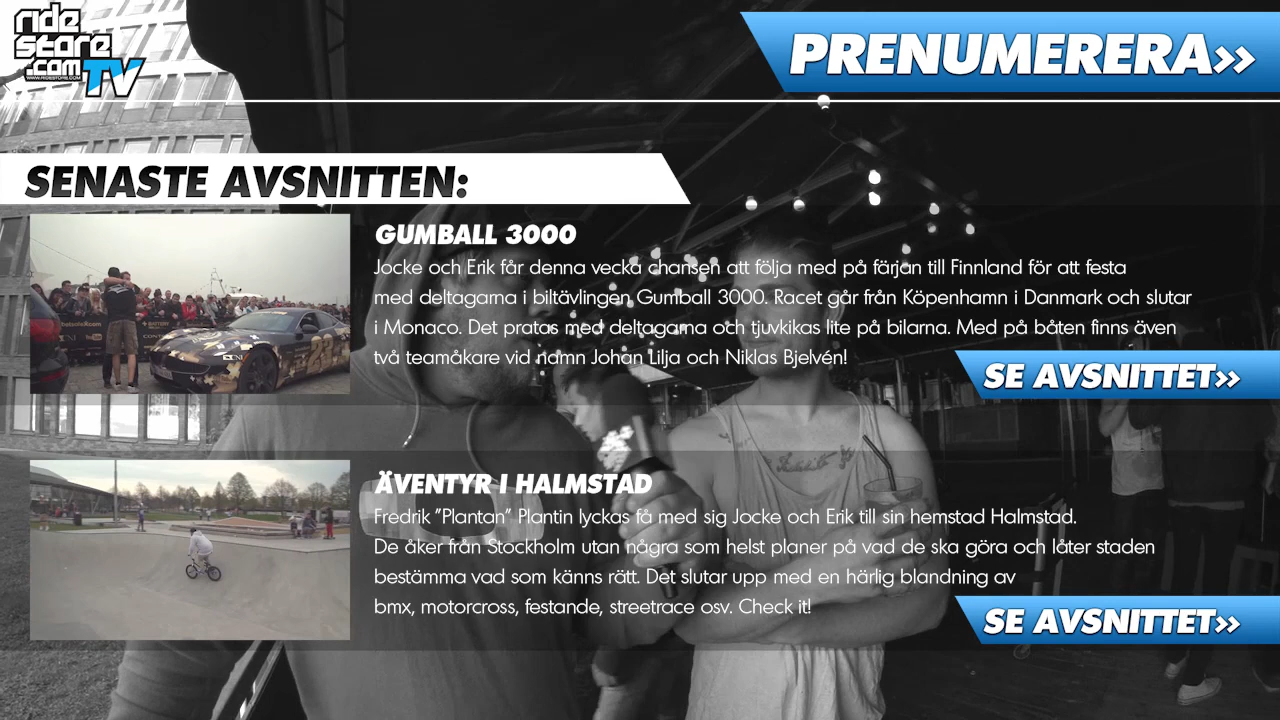 ride
store
.com TV
WWW.RIDESTORE.COM
PRENUMERERA>>
SENASTE AVSNITTEN:
GUMBALL 3000
Jocke och Erik får denna vecka chansen att följa med på färjan till Finnland för att festa
med deltagarna i biltävlingen Gumball 3000. Racet går från Köpenhamn i Danmark och slutar
i Monaco. Det pratas med deltagarna och tjuvkikas lite på bilarna. Med på båten finns även
två teamåkare vid namn Johan Lilja och Niklas Bjelvén!
SE AVSNITTET>>
ÄVENTYR I HALMSTAD
Fredrik ”Plantan” Plantin lyckas få med sig Jocke och Erik till sin hemstad Halmstad.
De åker från Stockholm utan några som helst planer på vad de ska göra och låter staden
bestämma vad som känns rätt. Det slutar upp med en härlig blandning av
bmx, motorcross, festande, streetrace osv. Check it!
SE AVSNITTET>>